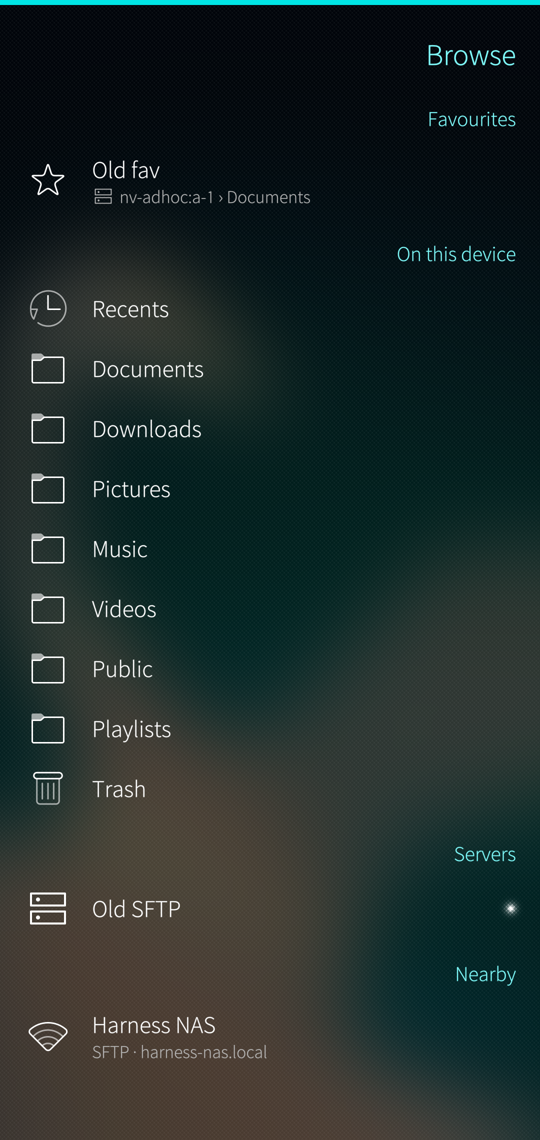 Browse
Favourites
Old fav
nv-adhoc:a-1 › Documents
On this device
Recents
Documents
Downloads
Pictures
Music
Videos
Public
Playlists
Trash
Servers
Old SFTP
Nearby
Harness NAS
SFTP · harness-nas.local